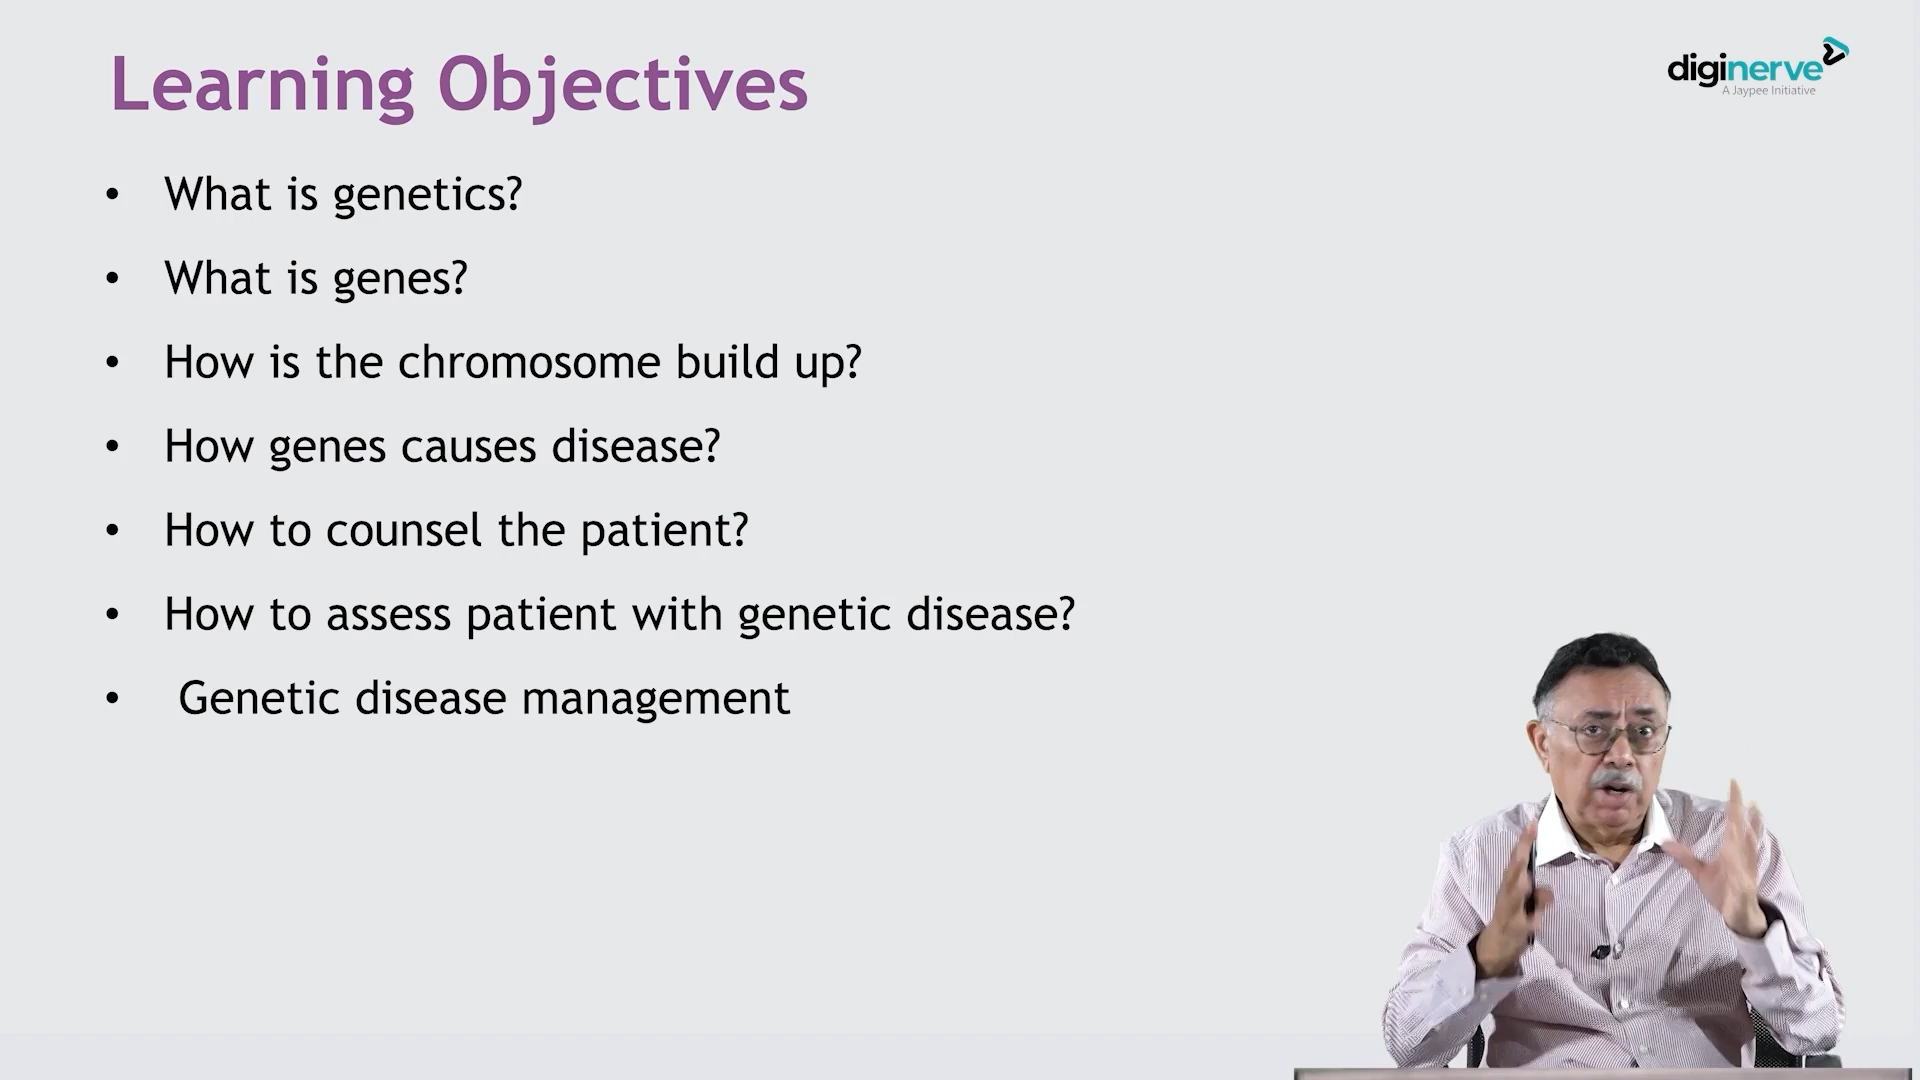 Learning Objectives
diginerve
A Jaypee Initiative
• What is genetics?
• What is genes?
• How is the chromosome build up?
• How genes causes disease?
• How to counsel the patient?
• How to assess patient with genetic disease?
• Genetic disease management